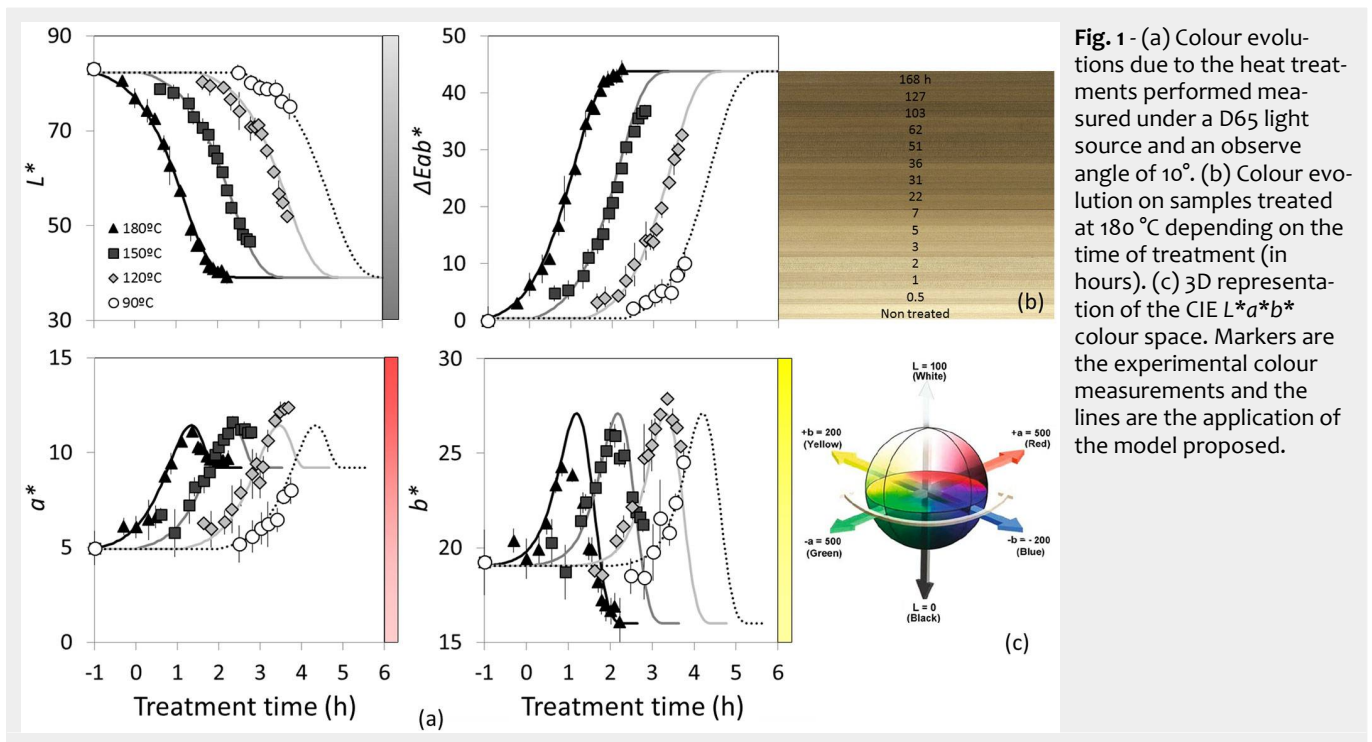 90
70
50
30
L*
180ºC
150ºC
120ºC
90ºC
50
40
30
20
10
0
ΔEab*
168 h
127
103
62
51
36
31
22
7
5
3
2
1
0.5
Non treated
(b)
15
10
5
0
a*
-1 0 1 2 3 4 5 6
Treatment time (h)
(a)
30
25
20
15
b*
-1 0 1 2 3 4 5 6
Treatment time (h)
L = 100
(White)
+b = 200
(Yellow)
+a = 500
(Red)
-a = 500
(Green)
-b = - 200
(Blue)
L = 0
(Black)
(c)
Fig. 1 - (a) Colour evolu-
tions due to the heat treat-
ments performed mea-
sured under a D65 light
source and an observe
angle of 10°. (b) Colour evo-
lution on samples treated
at 180 °C depending on the
time of treatment (in
hours). (c) 3D representa-
tion of the CIE L*a*b*
colour space. Markers are
the experimental colour
measurements and the
lines are the application of
the model proposed.